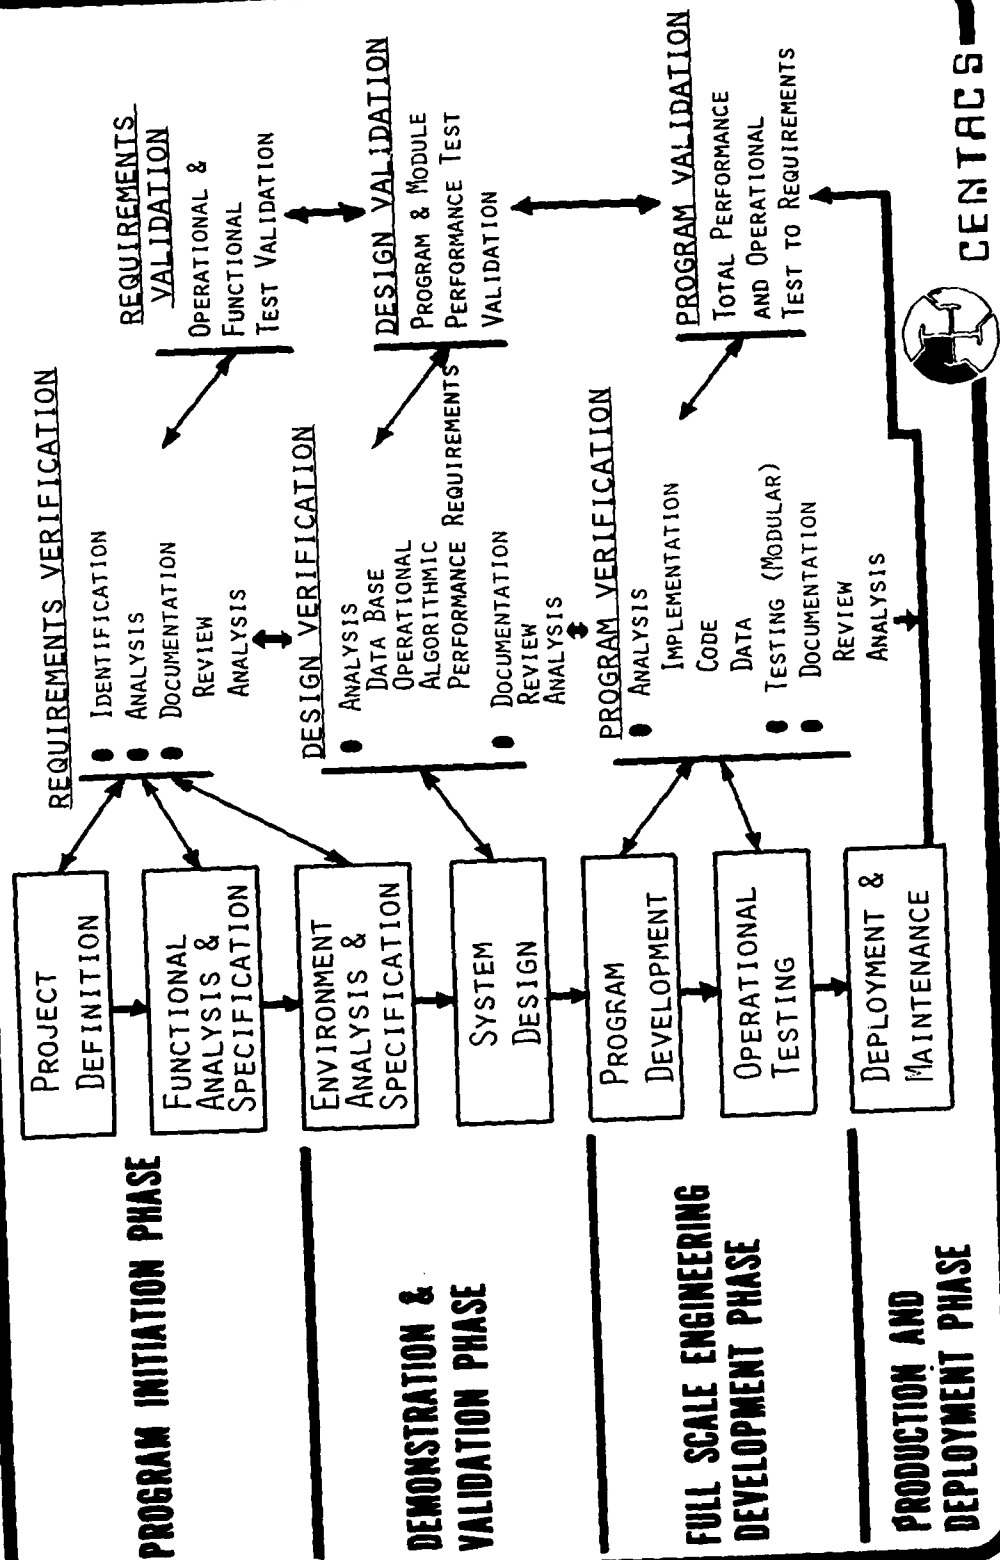 PROGRAM INITIATION PHASE
DEMONSTRATION &
VALIDATION PHASE
FULL SCALE ENGINEERING
DEVELOPMENT PHASE
PRODUCTION AND
DEPLOYMENT PHASE
PROJECT
DEFINITION
FUNCTIONAL
ANALYSIS &
SPECIFICATION
ENVIRONMENT
ANALYSIS &
SPECIFICATION
SYSTEM
DESIGN
PROGRAM
DEVELOPMENT
OPERATIONAL
TESTING
DEPLOYMENT &
MAINTENANCE
REQUIREMENTS VERIFICATION
● IDENTIFICATION
● ANALYSIS
● DOCUMENTATION
REVIEW
ANALYSIS
DESIGN VERIFICATION
● ANALYSIS
DATA BASE
OPERATIONAL
ALGORITHMIC
PERFORMANCE REQUIREMENTS
● DOCUMENTATION
REVIEW
ANALYSIS
PROGRAM VERIFICATION
● ANALYSIS
IMPLEMENTATION
CODE
DATA
● TESTING (MODULAR)
● DOCUMENTATION
REVIEW
ANALYSIS
REQUIREMENTS
VALIDATION
OPERATIONAL &
FUNCTIONAL
TEST VALIDATION
DESIGN VALIDATION
PROGRAM & MODULE
PERFORMANCE TEST
VALIDATION
PROGRAM VALIDATION
TOTAL PERFORMANCE
AND OPERATIONAL
TEST TO REQUIREMENTS
CENTACS